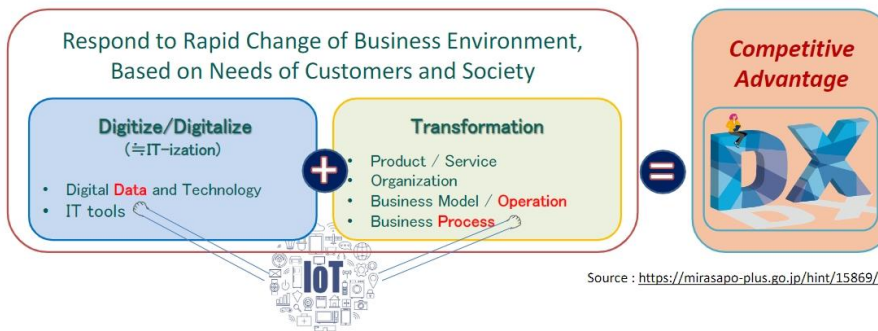 Respond to Rapid Change of Business Environment,
Based on Needs of Customers and Society
Digitize/Digitalize
(≒IT-ization)
• Digital Data and Technology
• IT tools
+
Transformation
• Product / Service
• Organization
• Business Model / Operation
• Business Process
=
Competitive
Advantage
DX
IoT
Source : https://mirasapo-plus.go.jp/hint/15869/